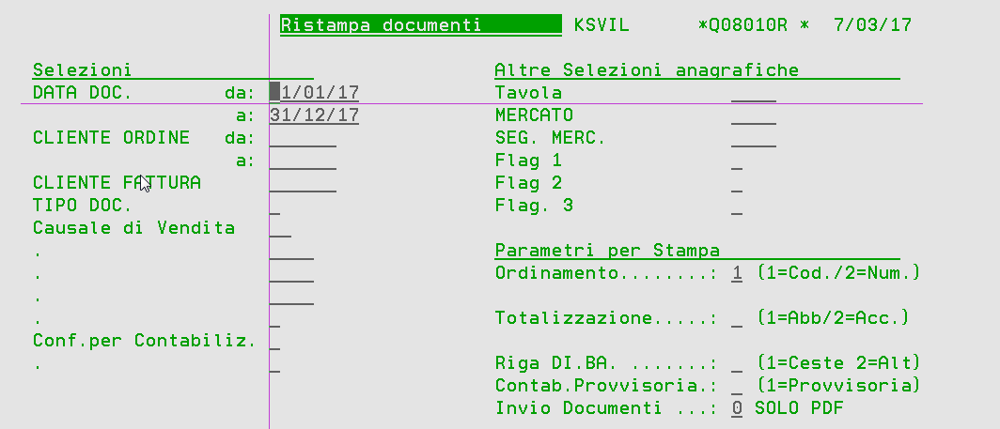 Ristampa documenti KSVIL *Q08010R * 7/03/17
Selezioni Altre Selezioni anagrafiche
DATA DOC. da: 1/01/17 Tavola
a: 31/12/17 MERCATO
CLIENTE ORDINE da: SEG. MERC.
a: Flag 1
CLIENTE FATTURA Flag 2
TIPO DOC. Flag. 3
Causale di Vendita
. Parametri per Stampa
. Ordinamento........: 1 (1=Cod./2=Num.)
.
. Totalizzazione.....: (1=Abb/2=Acc.)
Conf.per Contabiliz.
. Riga DI.BA. .......: (1=Ceste 2=Alt)
Contab.Provvisoria.: (1=Provvisoria)
Invio Documenti ...: 0 SOLO PDF